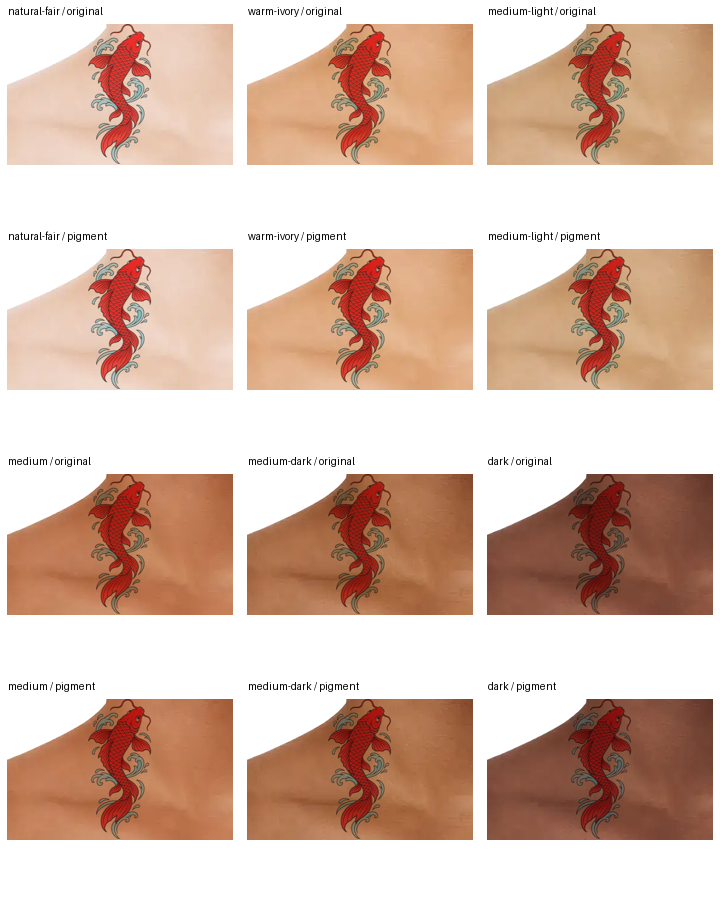 natural-fair / original
warm-ivory / original
medium-light / original
natural-fair / pigment
warm-ivory / pigment
medium-light / pigment
medium / original
medium-dark / original
dark / original
medium / pigment
medium-dark / pigment
dark / pigment